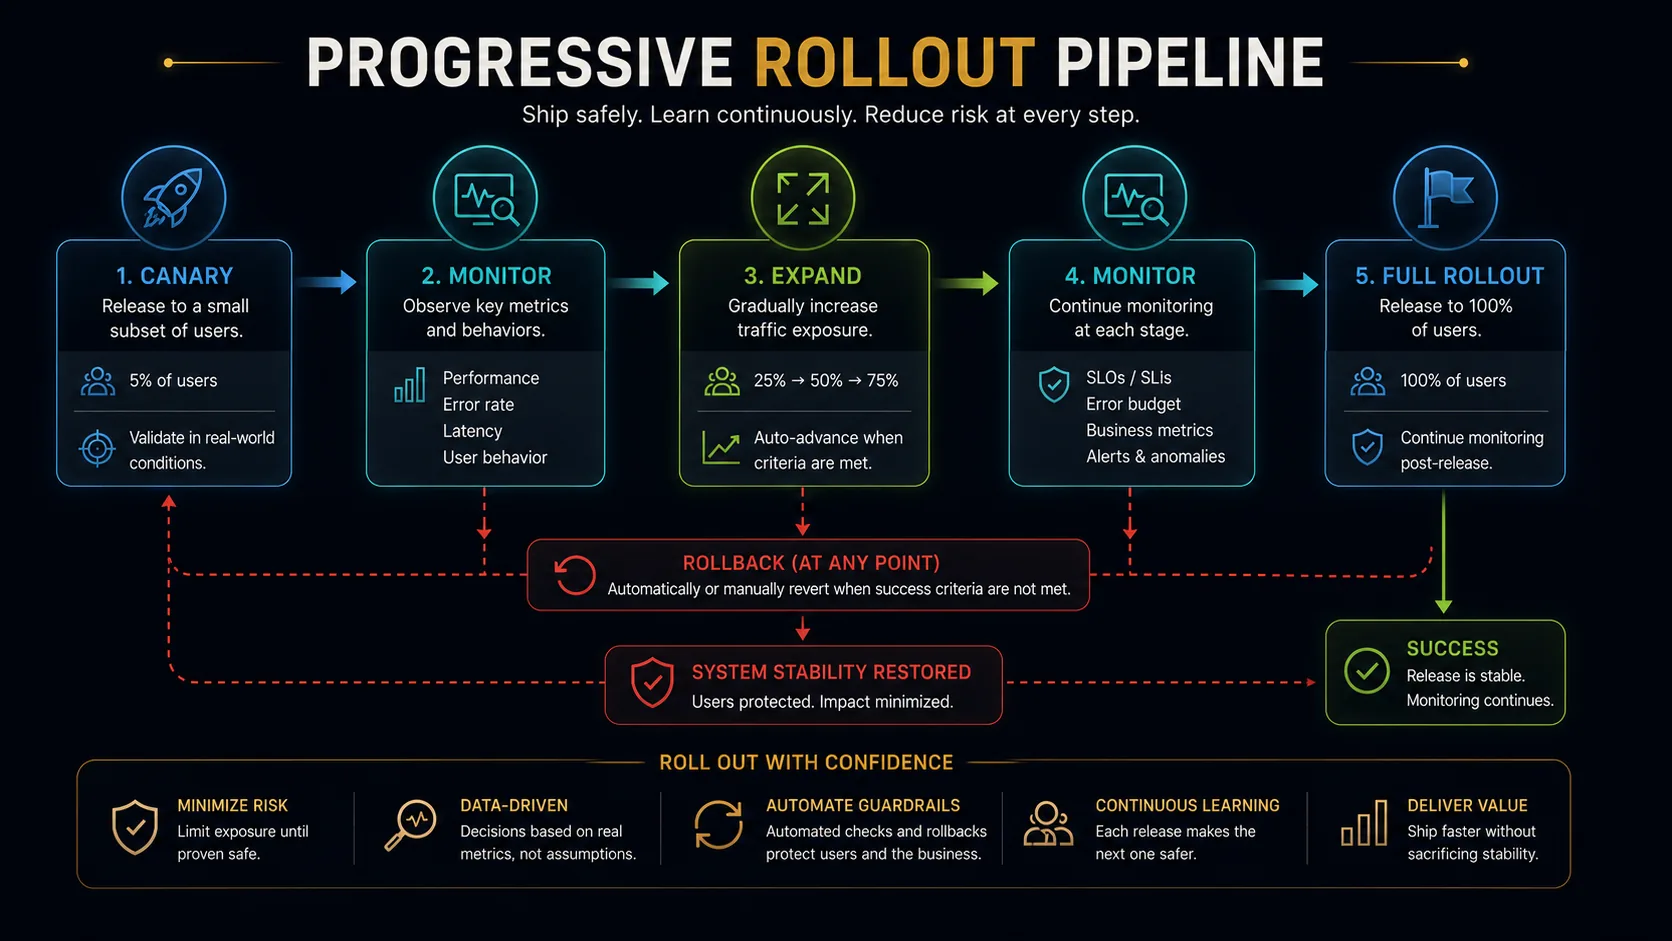 PROGRESSIVE ROLLOUT PIPELINE
Ship safely. Learn continuously. Reduce risk at every step.
1. CANARY
Release to a small
subset of users.
5% of users
Validate in real-world
conditions.
2. MONITOR
Observe key metrics
and behaviors.
Performance
Error rate
Latency
User behavior
3. EXPAND
Gradually increase
traffic exposure.
25% → 50% → 75%
Auto-advance when
criteria are met.
4. MONITOR
Continue monitoring
at each stage.
SLOs / SLIs
Error budget
Business metrics
Alerts & anomalies
5. FULL ROLLOUT
Release to 100%
of users.
100% of users
Continue monitoring
post-release.
ROLLBACK (AT ANY POINT)
Automatically or manually revert when success criteria are not met.
SYSTEM STABILITY RESTORED
Users protected. Impact minimized.
SUCCESS
Release is stable.
Monitoring continues.
ROLL OUT WITH CONFIDENCE
MINIMIZE RISK
Limit exposure until
proven safe.
DATA-DRIVEN
Decisions based on real
metrics, not assumptions.
AUTOMATE GUARDRAILS
Automated checks and rollbacks
protect users and the business.
CONTINUOUS LEARNING
Each release makes the
next one safer.
DELIVER VALUE
Ship faster without
sacrificing stability.